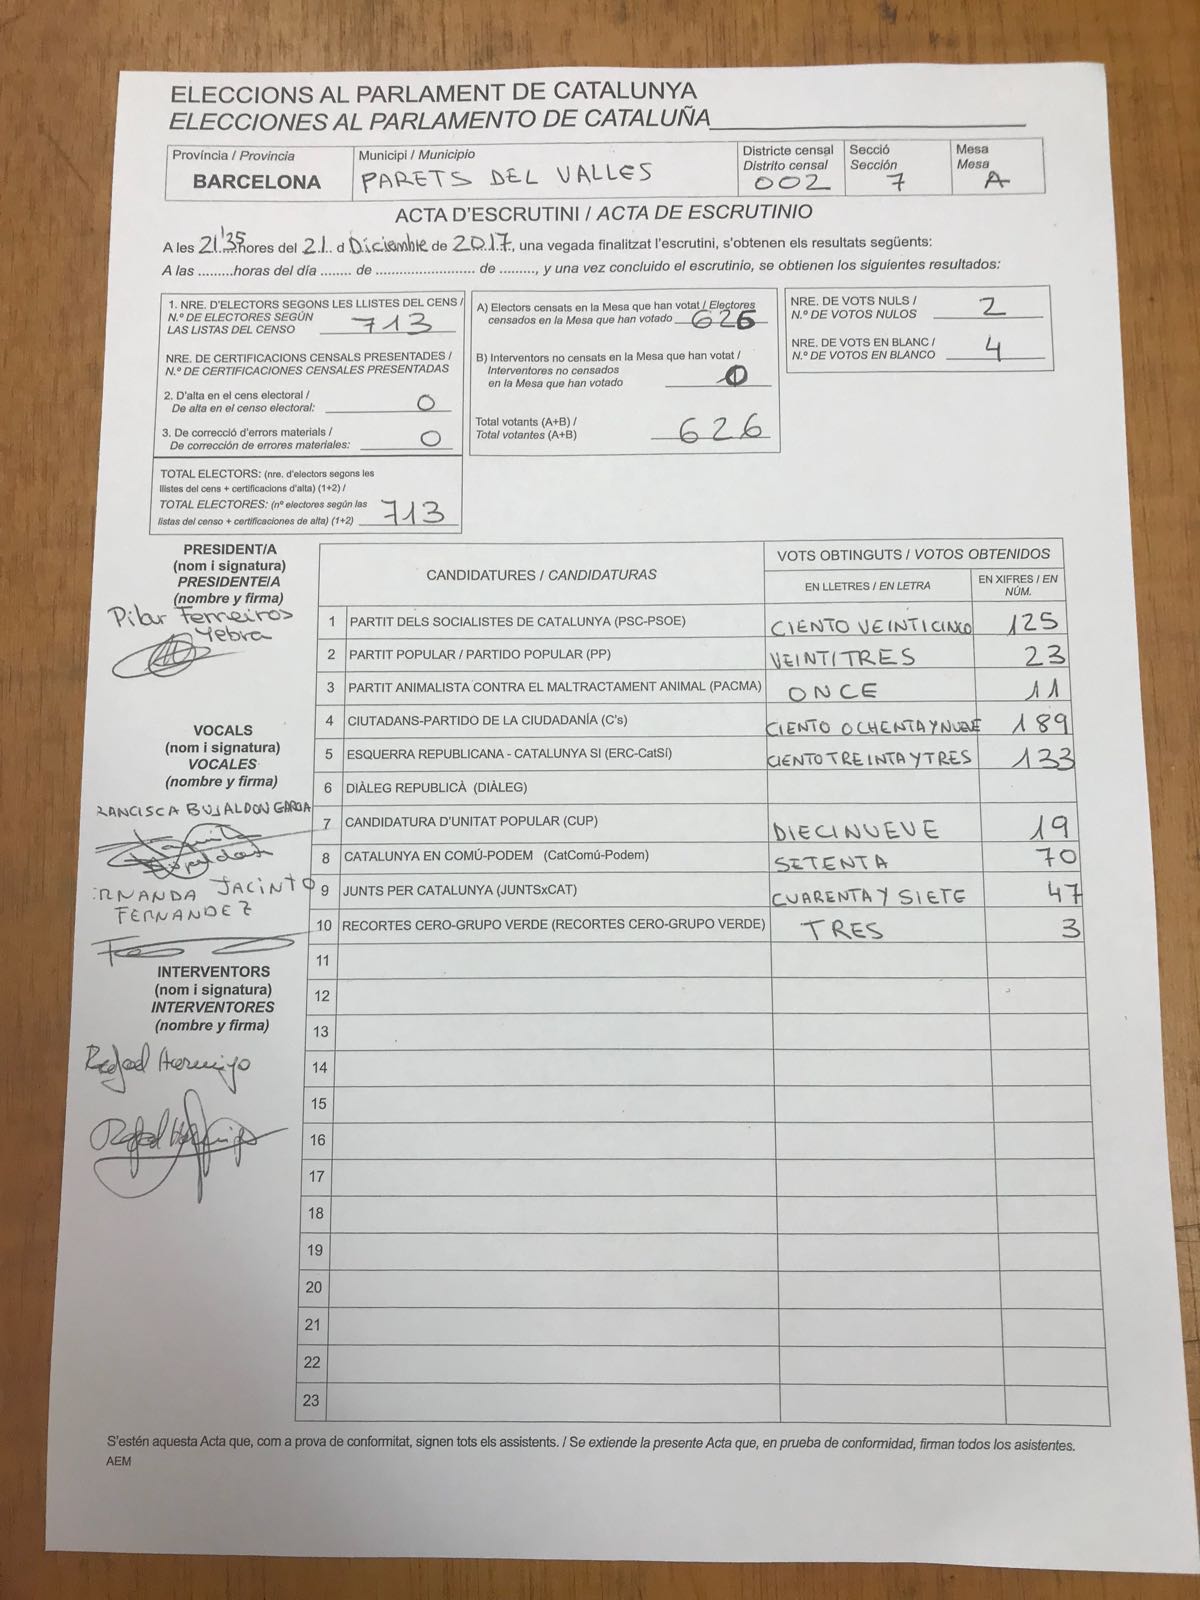 ELECCIONS AL PARLAMENT DE CATALUNYA
ELECCIONES AL PARLAMENTO DE CATALUÑA
Província / Provincia
BARCELONA
Municipi / Municipio
PARETS DEL VALLES
Districte censal
Distrito censal
002
Secció
Sección
7
Mesa
Mesa
A
ACTA D'ESCRUTINI / ACTA DE ESCRUTINIO
A les 21'35 hores del 21 d Diciembre de 2017, una vegada finalitzat l'escrutini, s'obtenen els resultats següents:
A las .........horas del día ........ de ......................... de ........., y una vez concluido el escrutinio, se obtienen los siguientes resultados:
1. NRE. D'ELECTORS SEGONS LES LLISTES DEL CENS /
N.º DE ELECTORES SEGÚN
LAS LISTAS DEL CENSO 713
NRE. DE CERTIFICACIONS CENSALS PRESENTADES /
N.º DE CERTIFICACIONES CENSALES PRESENTADAS
2. D'alta en el cens electoral /
De alta en el censo electoral: 0
3. De correcció d'errors materials /
De corrección de errores materiales: 0
TOTAL ELECTORS: (nre. d'electors segons les
llistes del cens + certificacions d'alta) (1+2) /
TOTAL ELECTORES: (nº electores según las
listas del censo + certificaciones de alta) (1+2) 713
A) Electors censats en la Mesa que han votat / Electores
censados en la Mesa que han votado 626
B) Interventors no censats en la Mesa que han votat /
Interventores no censados
en la Mesa que han votado 0
Total votants (A+B) /
Total votantes (A+B) 626
NRE. DE VOTS NULS /
N.º DE VOTOS NULOS 2
NRE. DE VOTS EN BLANC /
N.º DE VOTOS EN BLANCO 4
PRESIDENT/A
(nom i signatura)
PRESIDENTE/A
(nombre y firma)
Pilar Ferreiros
Yebra
VOCALS
(nom i signatura)
VOCALES
(nombre y firma)
RANCISCA BUJALDON GARCIA
RNANDA JACINTO
FERNANDEZ
INTERVENTORS
(nom i signatura)
INTERVENTORES
(nombre y firma)
Rafael Hormigo
CANDIDATURES / CANDIDATURAS
VOTS OBTINGUTS / VOTOS OBTENIDOS
EN LLETRES / EN LETRA
EN XIFRES / EN
NÚM.
1 PARTIT DELS SOCIALISTES DE CATALUNYA (PSC-PSOE) CIENTO VEINTICINCO 125
2 PARTIT POPULAR / PARTIDO POPULAR (PP) VEINTITRES 23
3 PARTIT ANIMALISTA CONTRA EL MALTRACTAMENT ANIMAL (PACMA) ONCE 11
4 CIUTADANS-PARTIDO DE LA CIUDADANÍA (C's) CIENTO OCHENTA Y NUEVE 189
5 ESQUERRA REPUBLICANA - CATALUNYA SI (ERC-CatSí) CIENTO TREINTA Y TRES 133
6 DIÀLEG REPUBLICÀ (DIÀLEG)
7 CANDIDATURA D'UNITAT POPULAR (CUP) DIECINUEVE 19
8 CATALUNYA EN COMÚ-PODEM (CatComú-Podem) SETENTA 70
9 JUNTS PER CATALUNYA (JUNTSxCAT) CUARENTA Y SIETE 47
10 RECORTES CERO-GRUPO VERDE (RECORTES CERO-GRUPO VERDE) TRES 3
11
12
13
14
15
16
17
18
19
20
21
22
23
S'estén aquesta Acta que, com a prova de conformitat, signen tots els assistents. / Se extiende la presente Acta que, en prueba de conformidad, firman todos los asistentes.
AEM